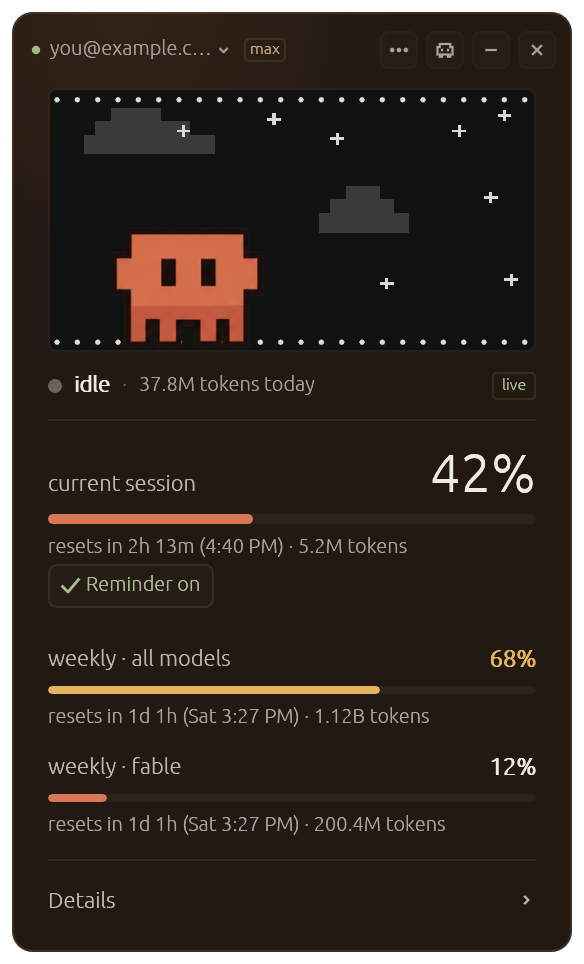 you@example.c... max
idle · 37.8M tokens today live
current session 42%
resets in 2h 13m (4:40 PM) · 5.2M tokens
Reminder on
weekly · all models 68%
resets in 1d 1h (Sat 3:27 PM) · 1.12B tokens
weekly · fable 12%
resets in 1d 1h (Sat 3:27 PM) · 200.4M tokens
Details